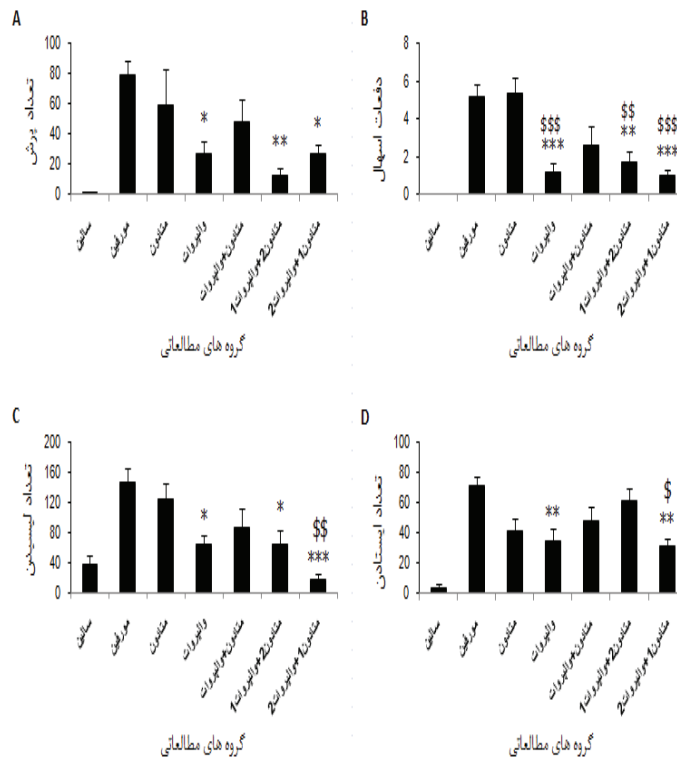 A
تعداد پرش
100
80
60
40
20
0
* ** *
سالین
مورفین
متادون
والپروات
متادون+والپروات
متادون2+والپروات1
متادون1+والپروات2
گروه های مطالعاتی
B
دفعات اسهال
8
6
4
2
0
$$$ $$ $$$
*** ** ***
سالین
مورفین
متادون
والپروات
متادون+والپروات
متادون2+والپروات1
متادون1+والپروات2
گروه های مطالعاتی
C
تعداد لیسیدن
200
160
120
80
40
0
* * $$
***
سالین
مورفین
متادون
والپروات
متادون+والپروات
متادون2+والپروات1
متادون1+والپروات2
گروه های مطالعاتی
D
تعداد ایستادن
100
80
60
40
20
0
** $
**
سالین
مورفین
متادون
والپروات
متادون+والپروات
متادون2+والپروات1
متادون1+والپروات2
گروه های مطالعاتی